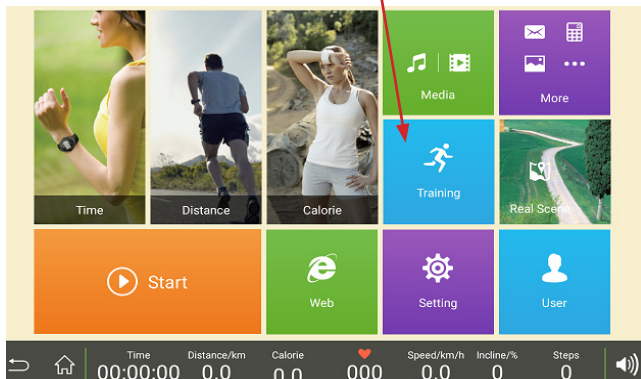 Media
More
Training
Time
Distance
Calorie
Real Scene
Start
Web
Setting
User
Time
Distance/km
Calorie
Speed/km/h
Incline/%
Steps
00:00:00
0.0
0.0
000
0.0
0
0